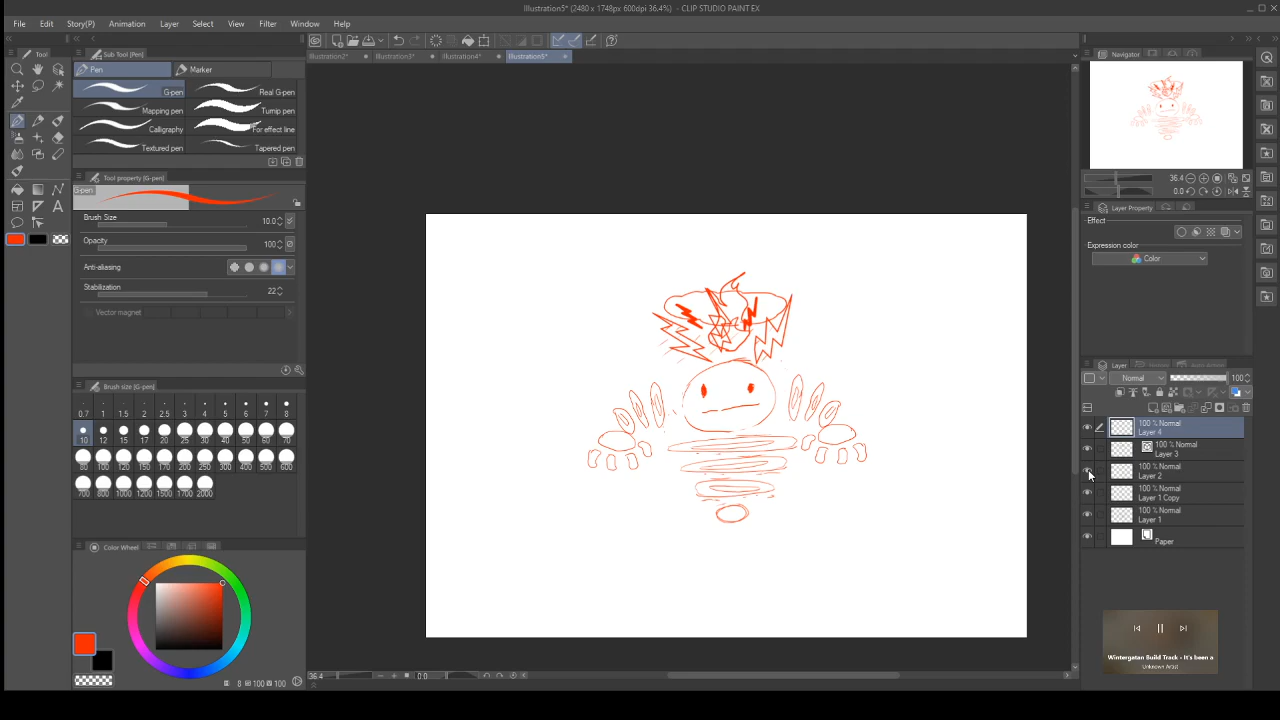 Illustration5* (2480 x 1748px 600dpi 36.4%)  - CLIP STUDIO PAINT EX
File Edit Story(P) Animation Layer Select View Filter Window Help
Tool
Sub Tool [Pen]
Illustration2* Illustration3* Illustration4* Illustration5*
Navigator
Pen Marker
G-pen Real G-pen
Mapping pen Turnip pen
Calligraphy For effect line
Textured pen Tapered pen
Tool property [G-pen]
G-pen
36.4
0.0
Layer Property
Brush Size 10.0
Effect
Opacity 100
Expression color
Color
Anti-aliasing
Stabilization 22
Vector magnet
Layer
Normal 100
Brush size [G-pen]
0.7 1 1.5 2 2.5 3 4 5 6 7 8
10 12 15 17 20 25 30 40 50 60 70
80 100 120 150 170 200 250 300 400 500 600
700 800 1000 1200 1500 1700 2000
100 % Normal
Layer 4
100 % Normal
Layer 3
100 % Normal
Layer 2
100 % Normal
Layer 1 Copy
100 % Normal
Layer 1
Paper
Color Wheel
8 100 100
36.4 0.0
Wintergatan Build Track - It's been a
Unknown Artist